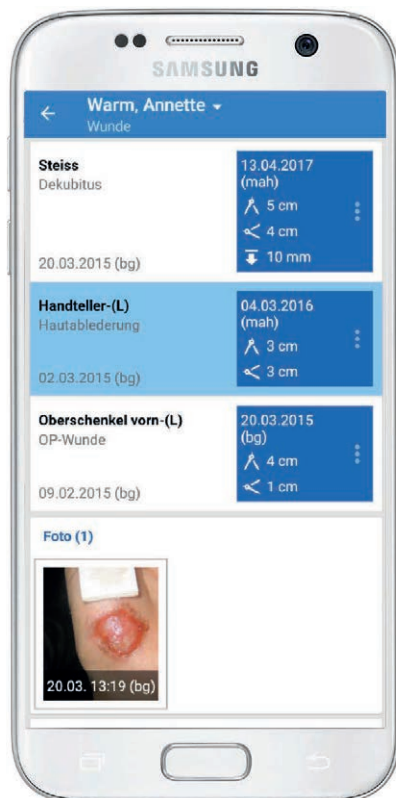 SAMSUNG
Warm, Annette
Wunde
Steiss
Dekubitus
20.03.2015 (bg)
13.04.2017
(mah)
5 cm
4 cm
10 mm
Handteller-(L)
Hautablederung
02.03.2015 (bg)
04.03.2016
(mah)
3 cm
3 cm
Oberschenkel vorn-(L)
OP-Wunde
09.02.2015 (bg)
20.03.2015
(bg)
4 cm
1 cm
Foto (1)
20.03. 13:19 (bg)